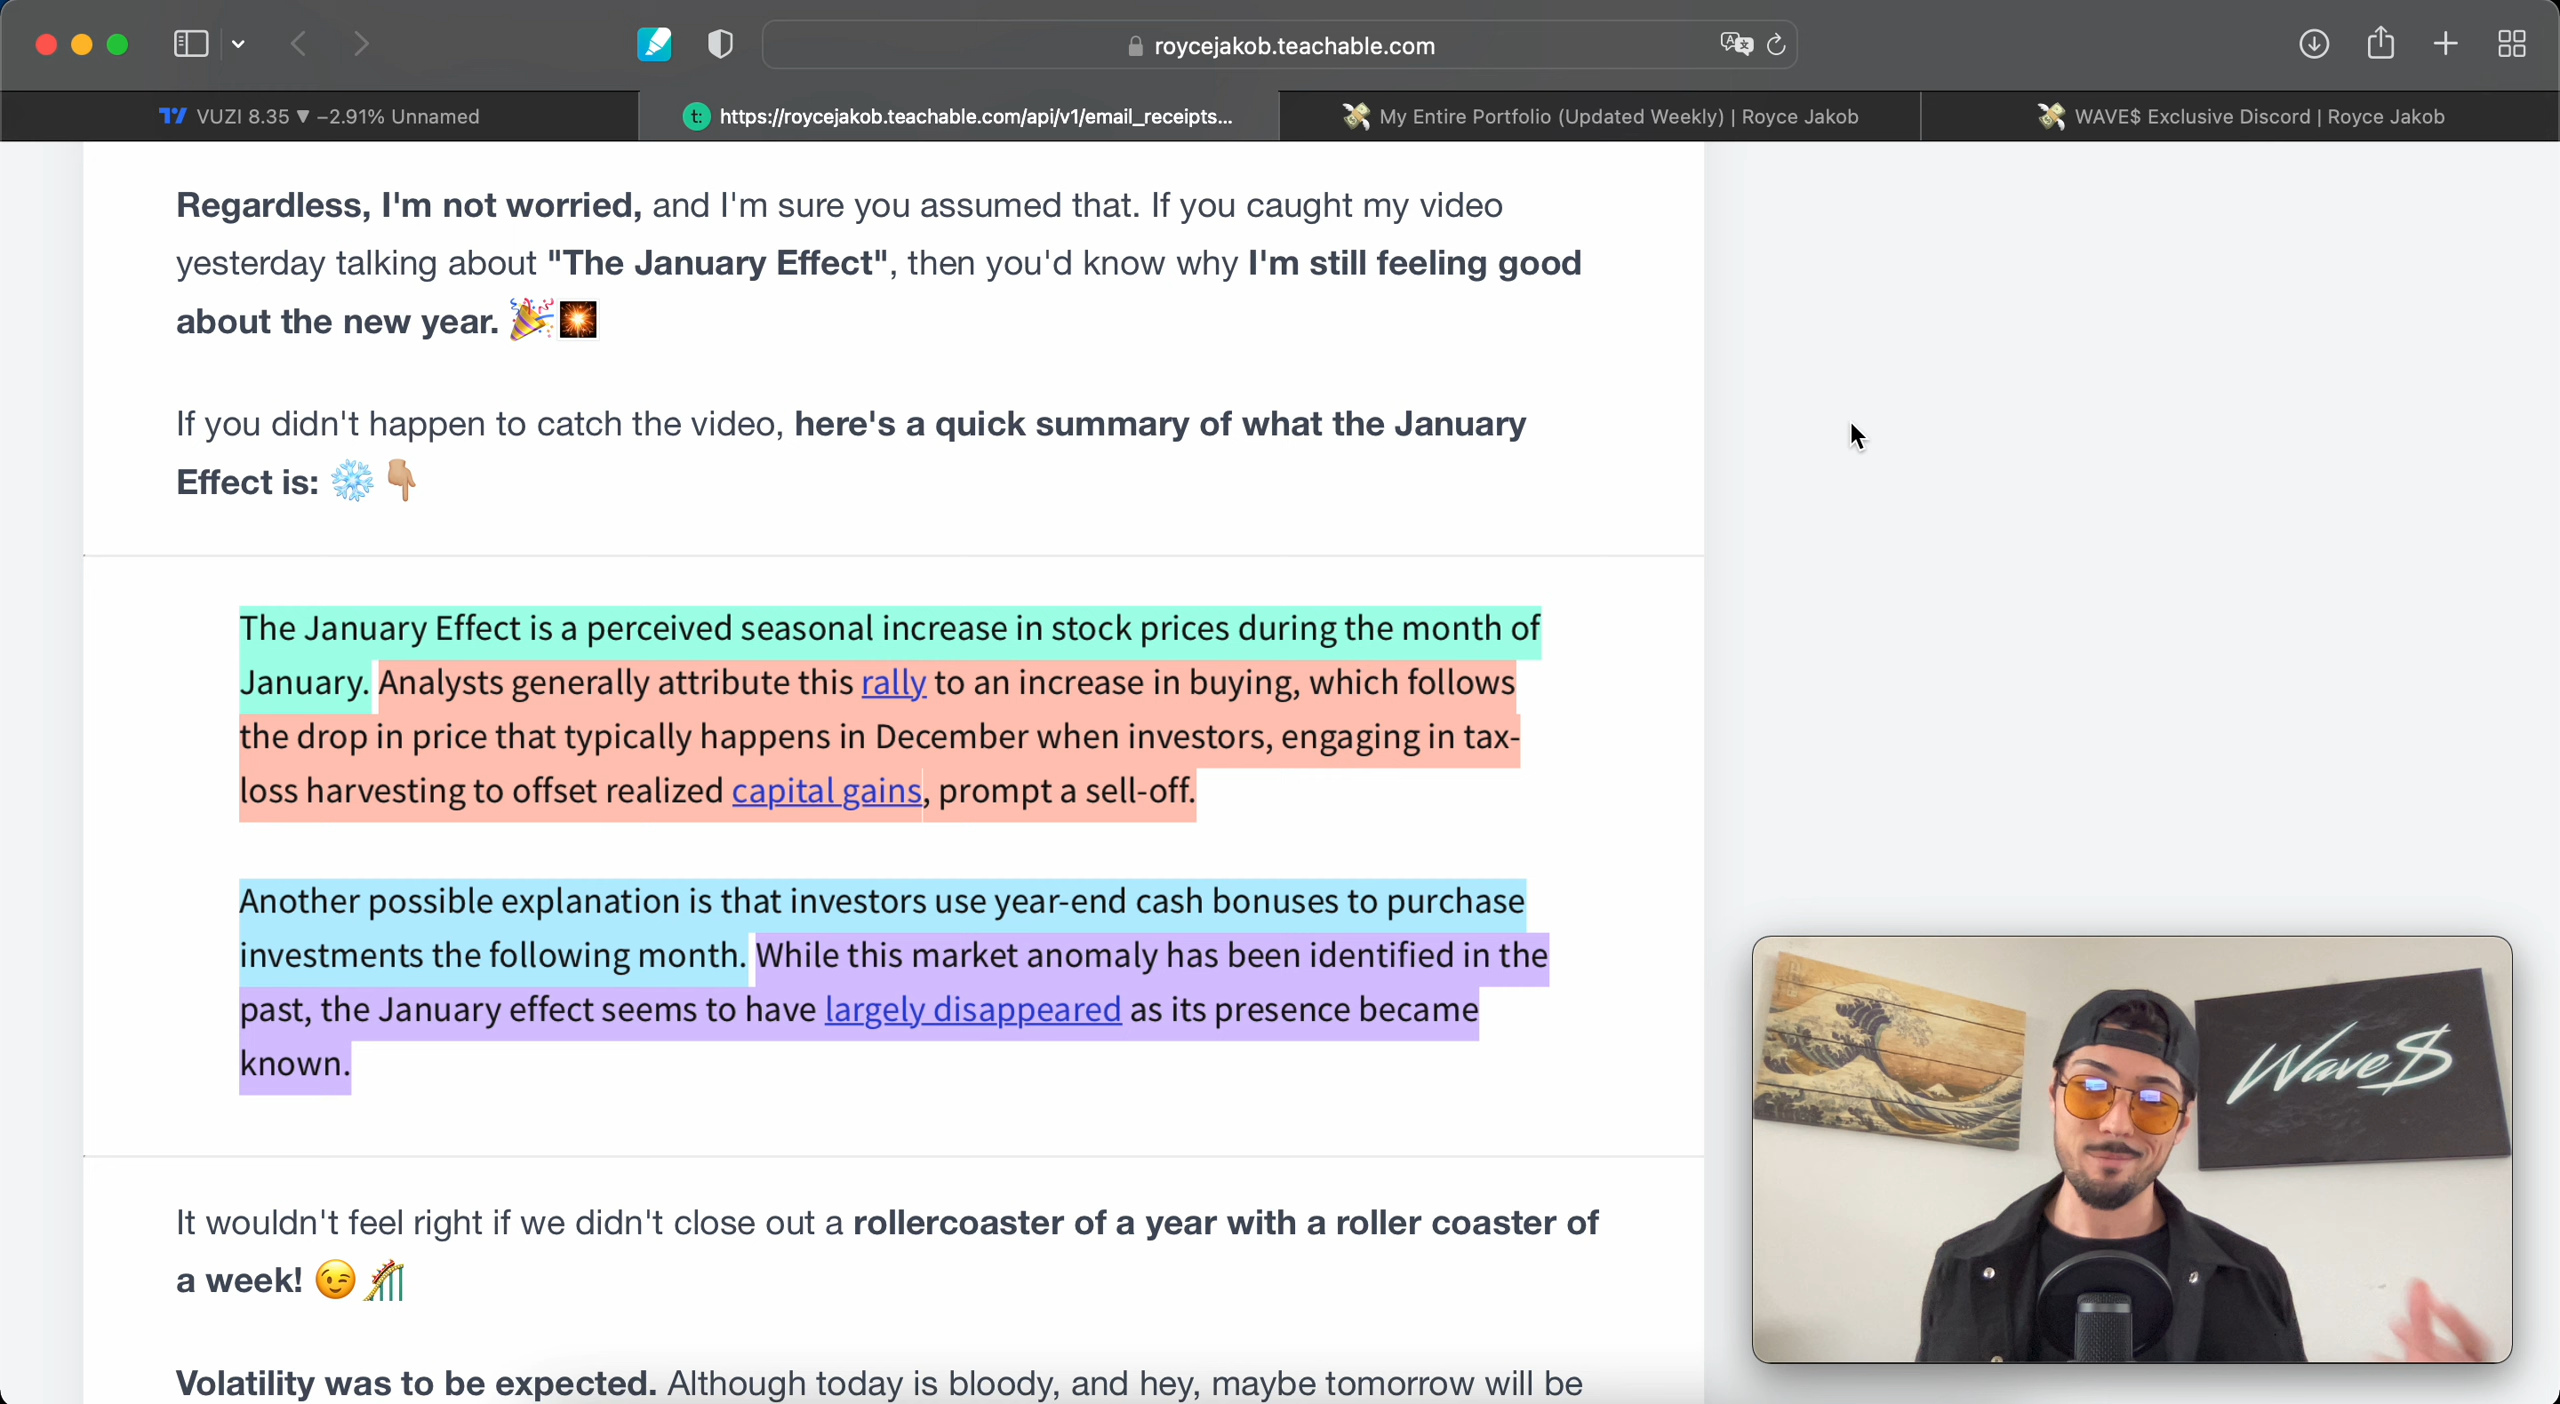 roycejakob.teachable.com
VUZI 8.35 ▼ −2.91% Unnamed
https://roycejakob.teachable.com/api/v1/email_receipts...
My Entire Portfolio (Updated Weekly) | Royce Jakob
WAVE$ Exclusive Discord | Royce Jakob
Regardless, I'm not worried, and I'm sure you assumed that. If you caught my video
yesterday talking about "The January Effect", then you'd know why I'm still feeling good
about the new year. 🎉🎇
If you didn't happen to catch the video, here's a quick summary of what the January
Effect is: ❄️👇🏽
The January Effect is a perceived seasonal increase in stock prices during the month of
January. Analysts generally attribute this rally to an increase in buying, which follows
the drop in price that typically happens in December when investors, engaging in tax-
loss harvesting to offset realized capital gains, prompt a sell-off.
Another possible explanation is that investors use year-end cash bonuses to purchase
investments the following month. While this market anomaly has been identified in the
past, the January effect seems to have largely disappeared as its presence became
known.
It wouldn't feel right if we didn't close out a rollercoaster of a year with a roller coaster of
a week! 😉🎢
Volatility was to be expected. Although today is bloody, and hey, maybe tomorrow will be
Wave$